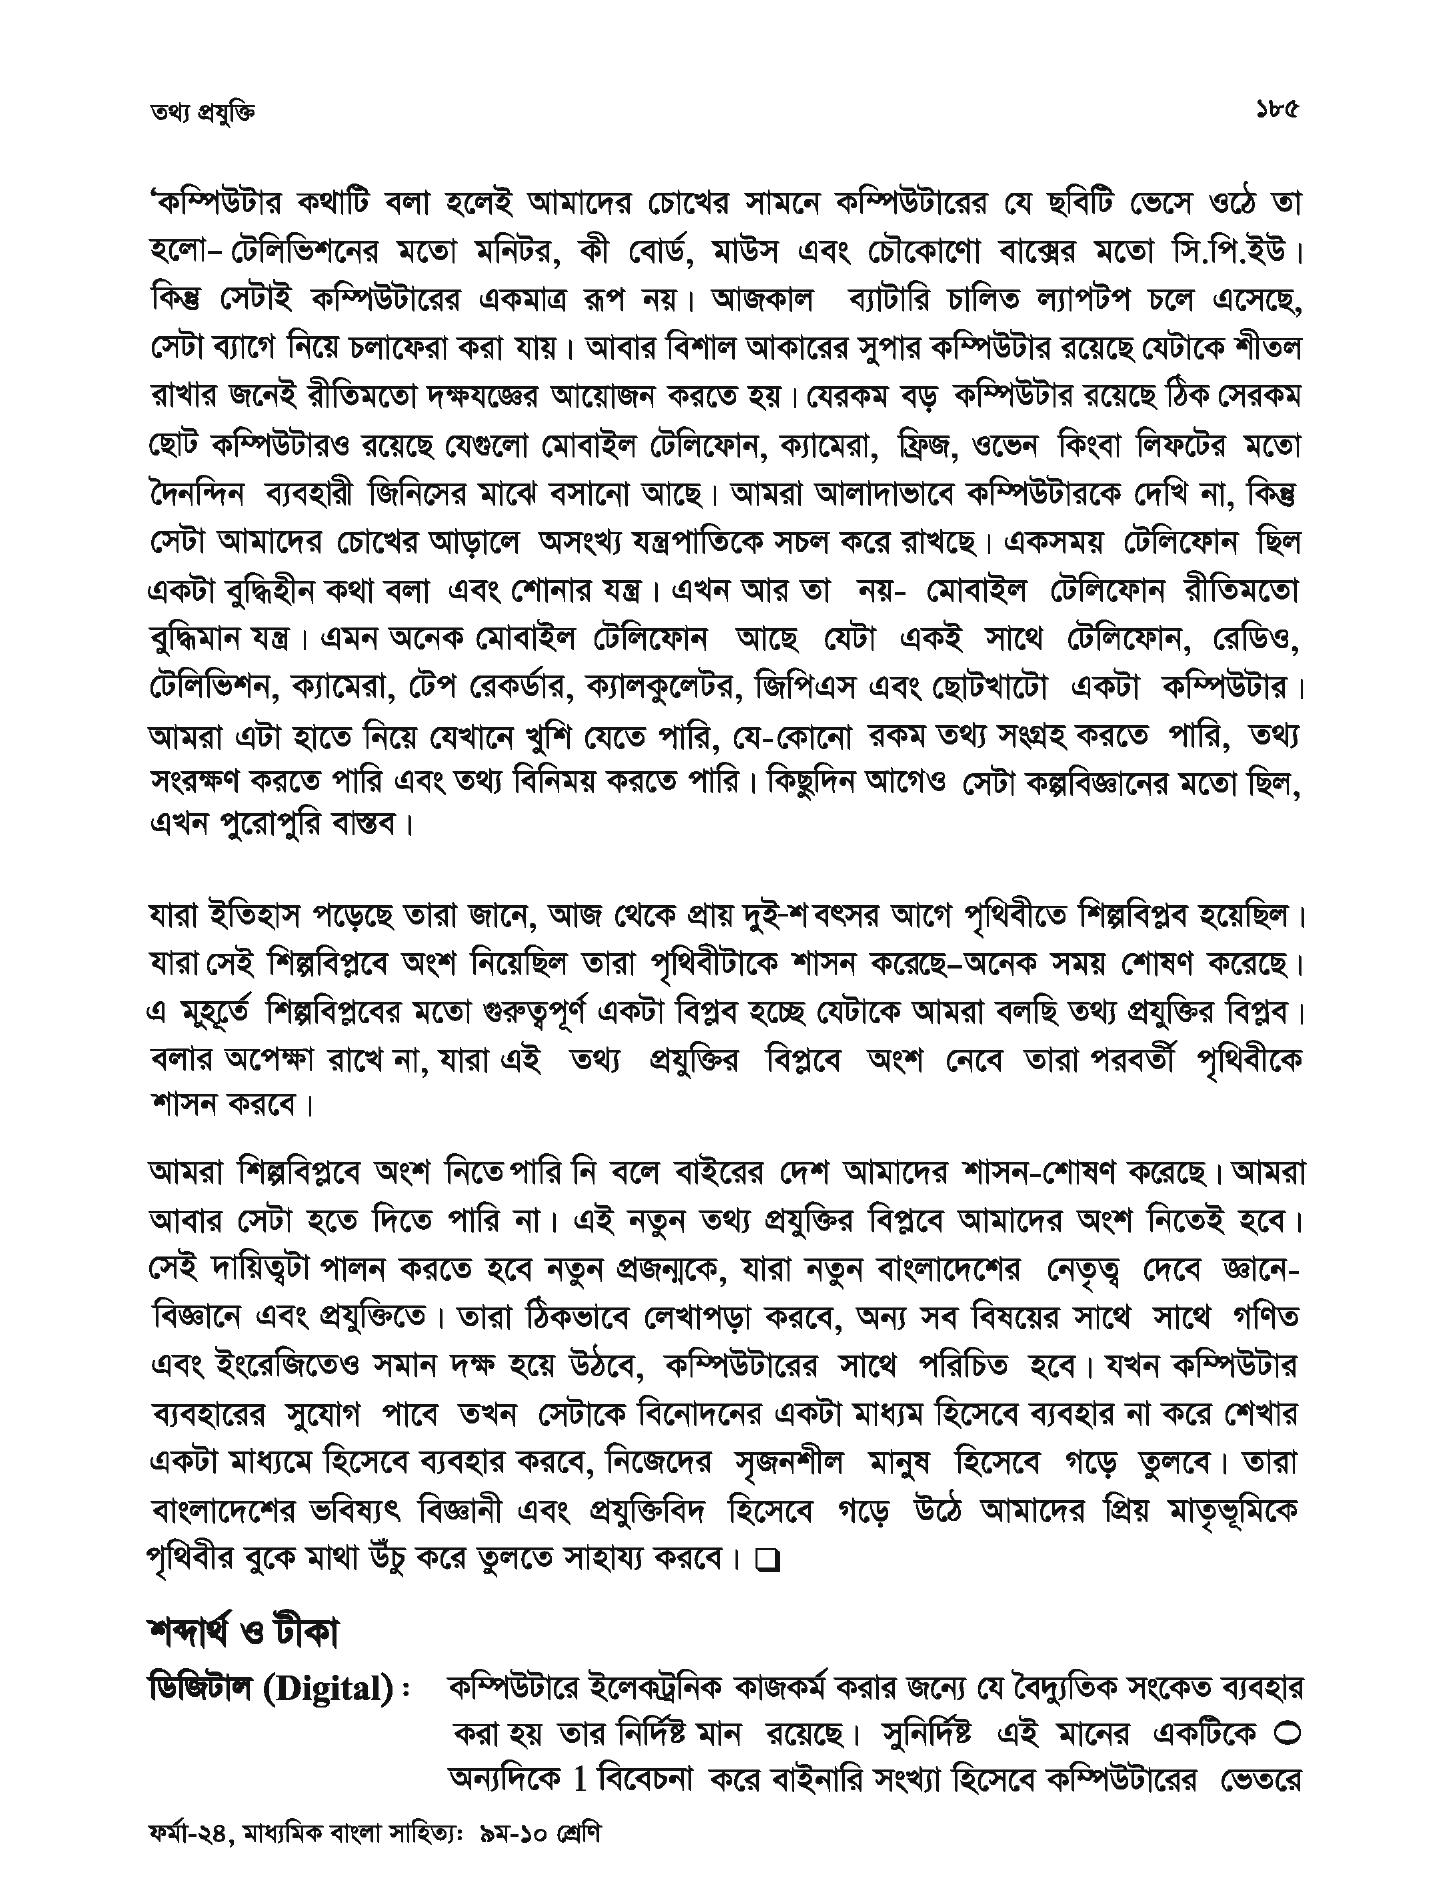 তথ্য প্রযুক্তি ১৮৫
‘কম্পিউটার কথাটি বলা হলেই আমাদের চোখের সামনে কম্পিউটারের যে ছবিটি ভেসে ওঠে তা
হলো– টেলিভিশনের মতো মনিটর, কী বোর্ড, মাউস এবং চৌকোণো বাক্সের মতো সি.পি.ইউ।
কিন্তু সেটাই কম্পিউটারের একমাত্র রূপ নয়। আজকাল ব্যাটারি চালিত ল্যাপটপ চলে এসেছে,
সেটা ব্যাগে নিয়ে চলাফেরা করা যায়। আবার বিশাল আকারের সুপার কম্পিউটার রয়েছে যেটাকে শীতল
রাখার জনেই রীতিমতো দক্ষযজ্ঞের আয়োজন করতে হয়। যেরকম বড় কম্পিউটার রয়েছে ঠিক সেরকম
ছোট কম্পিউটারও রয়েছে যেগুলো মোবাইল টেলিফোন, ক্যামেরা, ফ্রিজ, ওভেন কিংবা লিফটের মতো
দৈনন্দিন ব্যবহারী জিনিসের মাঝে বসানো আছে। আমরা আলাদাভাবে কম্পিউটারকে দেখি না, কিন্তু
সেটা আমাদের চোখের আড়ালে অসংখ্য যন্ত্রপাতিকে সচল করে রাখছে। একসময় টেলিফোন ছিল
একটা বুদ্ধিহীন কথা বলা এবং শোনার যন্ত্র। এখন আর তা নয়- মোবাইল টেলিফোন রীতিমতো
বুদ্ধিমান যন্ত্র। এমন অনেক মোবাইল টেলিফোন আছে যেটা একই সাথে টেলিফোন, রেডিও,
টেলিভিশন, ক্যামেরা, টেপ রেকর্ডার, ক্যালকুলেটর, জিপিএস এবং ছোটখাটো একটা কম্পিউটার।
আমরা এটা হাতে নিয়ে যেখানে খুশি যেতে পারি, যে-কোনো রকম তথ্য সংগ্রহ করতে পারি, তথ্য
সংরক্ষণ করতে পারি এবং তথ্য বিনিময় করতে পারি। কিছুদিন আগেও সেটা কল্পবিজ্ঞানের মতো ছিল,
এখন পুরোপুরি বাস্তব।
যারা ইতিহাস পড়েছে তারা জানে, আজ থেকে প্রায় দুই-শ বৎসর আগে পৃথিবীতে শিল্পবিপ্লব হয়েছিল।
যারা সেই শিল্পবিপ্লবে অংশ নিয়েছিল তারা পৃথিবীটাকে শাসন করেছে–অনেক সময় শোষণ করেছে।
এ মুহূর্তে শিল্পবিপ্লবের মতো গুরুত্বপূর্ণ একটা বিপ্লব হচ্ছে যেটাকে আমরা বলছি তথ্য প্রযুক্তির বিপ্লব।
বলার অপেক্ষা রাখে না, যারা এই তথ্য প্রযুক্তির বিপ্লবে অংশ নেবে তারা পরবর্তী পৃথিবীকে
শাসন করবে।
আমরা শিল্পবিপ্লবে অংশ নিতে পারি নি বলে বাইরের দেশ আমাদের শাসন-শোষণ করেছে। আমরা
আবার সেটা হতে দিতে পারি না। এই নতুন তথ্য প্রযুক্তির বিপ্লবে আমাদের অংশ নিতেই হবে।
সেই দায়িত্বটা পালন করতে হবে নতুন প্রজন্মকে, যারা নতুন বাংলাদেশের নেতৃত্ব দেবে জ্ঞানে-
বিজ্ঞানে এবং প্রযুক্তিতে। তারা ঠিকভাবে লেখাপড়া করবে, অন্য সব বিষয়ের সাথে সাথে গণিত
এবং ইংরেজিতেও সমান দক্ষ হয়ে উঠবে, কম্পিউটারের সাথে পরিচিত হবে। যখন কম্পিউটার
ব্যবহারের সুযোগ পাবে তখন সেটাকে বিনোদনের একটা মাধ্যম হিসেবে ব্যবহার না করে শেখার
একটা মাধ্যমে হিসেবে ব্যবহার করবে, নিজেদের সৃজনশীল মানুষ হিসেবে গড়ে তুলবে। তারা
বাংলাদেশের ভবিষ্যৎ বিজ্ঞানী এবং প্রযুক্তিবিদ হিসেবে গড়ে উঠে আমাদের প্রিয় মাতৃভূমিকে
পৃথিবীর বুকে মাথা উঁচু করে তুলতে সাহায্য করবে। ❏
শব্দার্থ ও টীকা
ডিজিটাল (Digital) : কম্পিউটারে ইলেকট্রনিক কাজকর্ম করার জন্যে যে বৈদ্যুতিক সংকেত ব্যবহার
করা হয় তার নির্দিষ্ট মান রয়েছে। সুনির্দিষ্ট এই মানের একটিকে ০
অন্যদিকে 1 বিবেচনা করে বাইনারি সংখ্যা হিসেবে কম্পিউটারের ভেতরে
ফর্মা-২৪, মাধ্যমিক বাংলা সাহিত্যঃ ৯ম-১০ শ্রেণি